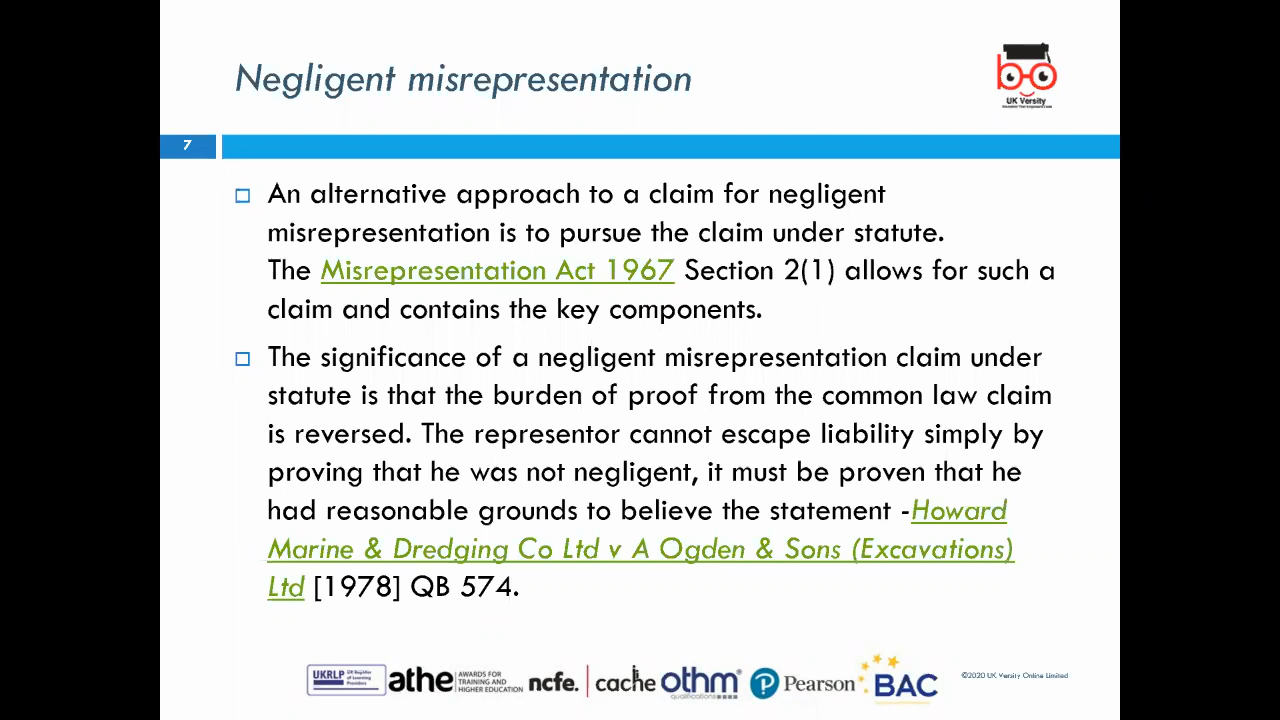 Negligent misrepresentation
UK Versity
7
An alternative approach to a claim for negligent
misrepresentation is to pursue the claim under statute.
The Misrepresentation Act 1967 Section 2(1) allows for such a
claim and contains the key components.
The significance of a negligent misrepresentation claim under
statute is that the burden of proof from the common law claim
is reversed. The representor cannot escape liability simply by
proving that he was not negligent, it must be proven that he
had reasonable grounds to believe the statement -Howard
Marine & Dredging Co Ltd v A Ogden & Sons (Excavations)
Ltd [1978] QB 574.
UKRLP UK Register of Learning Providers
athe AWARDS FOR TRAINING AND HIGHER EDUCATION
ncfe. cache
othm qualifications
Pearson
BAC
©2020 UK Versity Online Limited